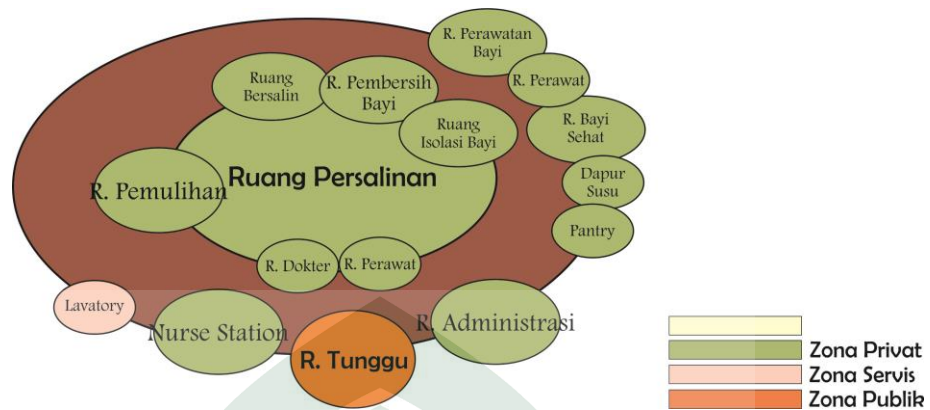 R. Perawatan
Bayi
R. Perawat
Ruang
Bersalin
R. Pembersih
Bayi
Ruang
Isolasi Bayi
R. Bayi
Sehat
R. Pemulihan
Ruang Persalinan
Dapur
Susu
Pantry
R. Dokter
R. Perawat
Lavatory
Nurse Station
R. Tunggu
R. Administrasi
Zona Privat
Zona Servis
Zona Publik